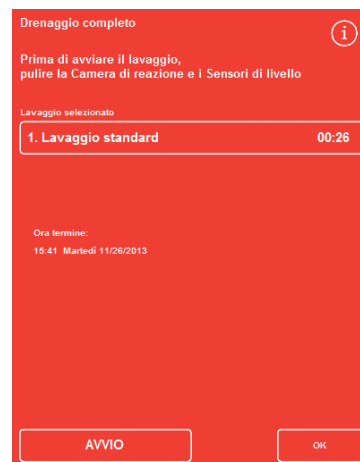 Drenaggio completo
i
Prima di avviare il lavaggio,
pulire la Camera di reazione e i Sensori di livello
Lavaggio selezionato
1. Lavaggio standard 00:26
Ora termine:
15:41 Martedí 11/26/2013
AVVIO OK